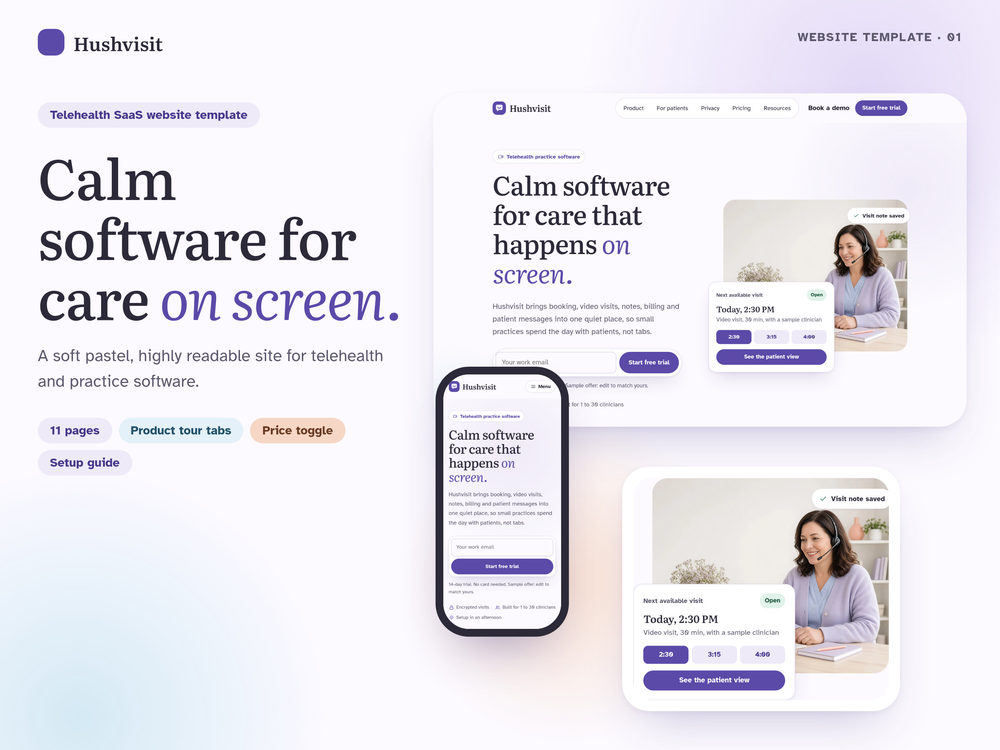 Hushvisit
WEBSITE TEMPLATE · 01
Telehealth SaaS website template
Calm
software for
care on screen.
A soft pastel, highly readable site for telehealth
and practice software.
11 pages
Product tour tabs
Price toggle
Setup guide
Hushvisit
Product
For patients
Privacy
Pricing
Resources
Book a demo
Start free trial
Telehealth practice software
Calm software
for care that
happens on
screen.
Hushvisit brings booking, video visits, notes, billing and
patient messages into one quiet place, so small
practices spend the day with patients, not tabs.
Your work email
Start free trial
Sample offer: edit to match yours.
for 1 to 30 clinicians
Visit note saved
Next available visit
Open
Today, 2:30 PM
Video visit, 30 min, with a sample clinician
2:30
3:15
4:00
See the patient view
Hushvisit
Menu
Telehealth practice software
Calm software
for care that
happens on
screen.
Hushvisit brings booking, video visits,
notes, billing and patient messages into
one quiet place, so small practices spend
the day with patients, not tabs.
Your work email
Start free trial
14-day trial. No card needed. Sample offer: edit to
match yours.
Encrypted visits
Built for 1 to 30 clinicians
Setup in an afternoon
Visit note saved
Next available visit
Open
Today, 2:30 PM
Video visit, 30 min, with a sample clinician
2:30
3:15
4:00
See the patient view